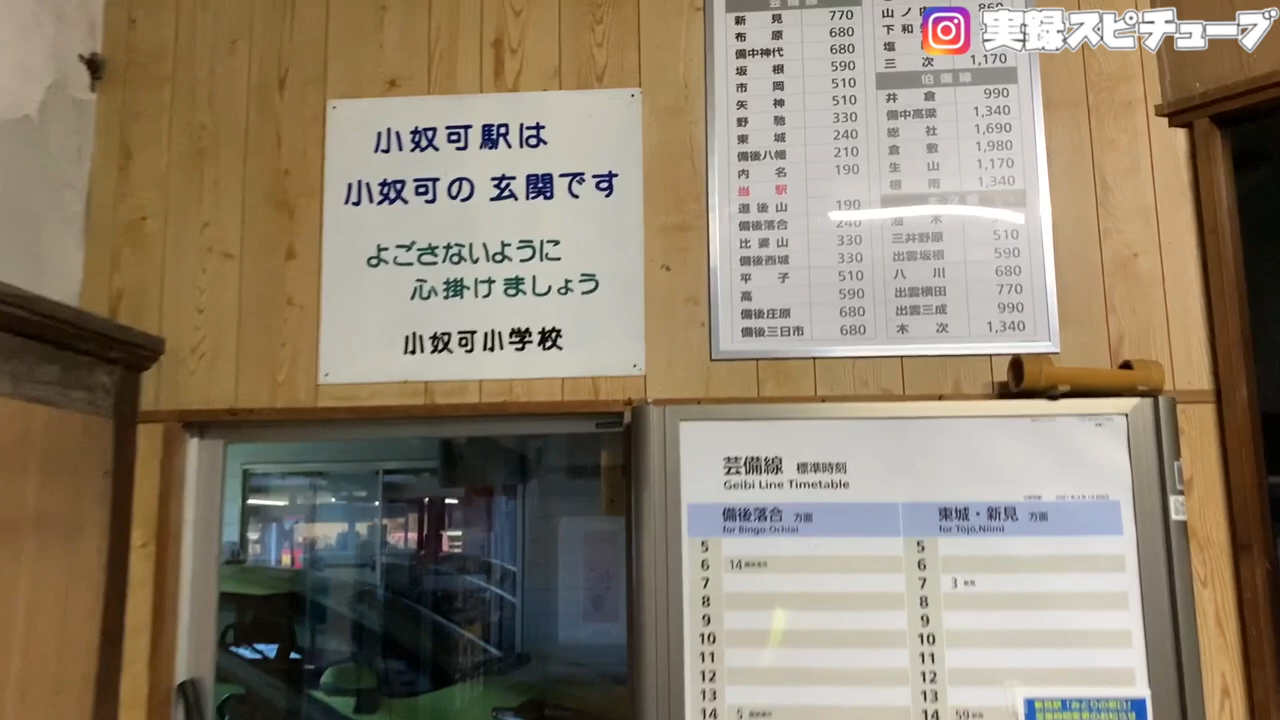 実録スピチューブ
小奴可駅は
小奴可の 玄関です
よごさないように
心掛けましょう
小奴可小学校
新見 770
布原 680
備中神代 680
坂根 590
市岡 510
矢神 510
野馳 330
東城 240
備後八幡 210
内名 190
当駅
道後山 190
備後落合 240
比婆山 330
備後西城 330
平子 510
高 590
備後庄原 680
備後三日市 680
山ノ内 860
三次 1,170
伯備線
井倉 990
備中高梁 1,340
総社 1,690
倉敷 1,980
生山 1,170
根雨 1,340
木次線
油木
三井野原 510
出雲坂根 590
八川 680
出雲横田 770
出雲三成 990
木次 1,340
芸備線 標準時刻
Geibi Line Timetable
備後落合 方面
for Bingo-Ochiai
東城・新見 方面
for Tōjō,Niimi
5 5
6 14 6
7 7 3 新見
8 8
9 9
10 10
11 11
12 12
13 13
14 5 14 59